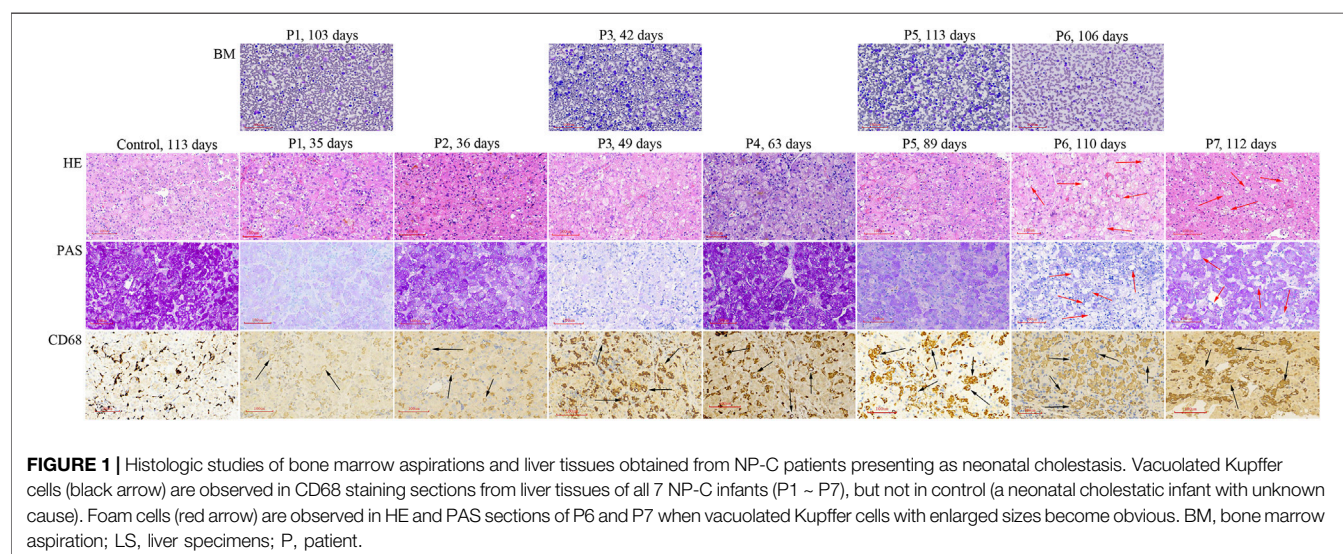 P1, 103 days P3, 42 days P5, 113 days P6, 106 days
BM
Control, 113 days P1, 35 days P2, 36 days P3, 49 days P4, 63 days P5, 89 days P6, 110 days P7, 112 days
HE
PAS
CD68
FIGURE 1 | Histologic studies of bone marrow aspirations and liver tissues obtained from NP-C patients presenting as neonatal cholestasis. Vacuolated Kupffer
cells (black arrow) are observed in CD68 staining sections from liver tissues of all 7 NP-C infants (P1 ~ P7), but not in control (a neonatal cholestatic infant with unknown
cause). Foam cells (red arrow) are observed in HE and PAS sections of P6 and P7 when vacuolated Kupffer cells with enlarged sizes become obvious. BM, bone marrow
aspiration; LS, liver specimens; P, patient.